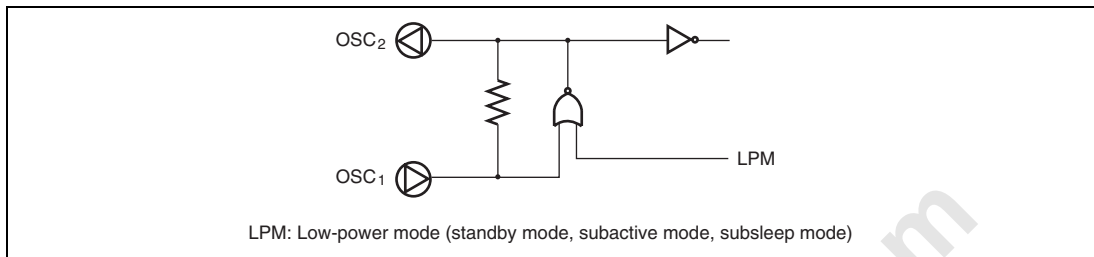 OSC2
OSC1
LPM
LPM: Low-power mode (standby mode, subactive mode, subsleep mode)